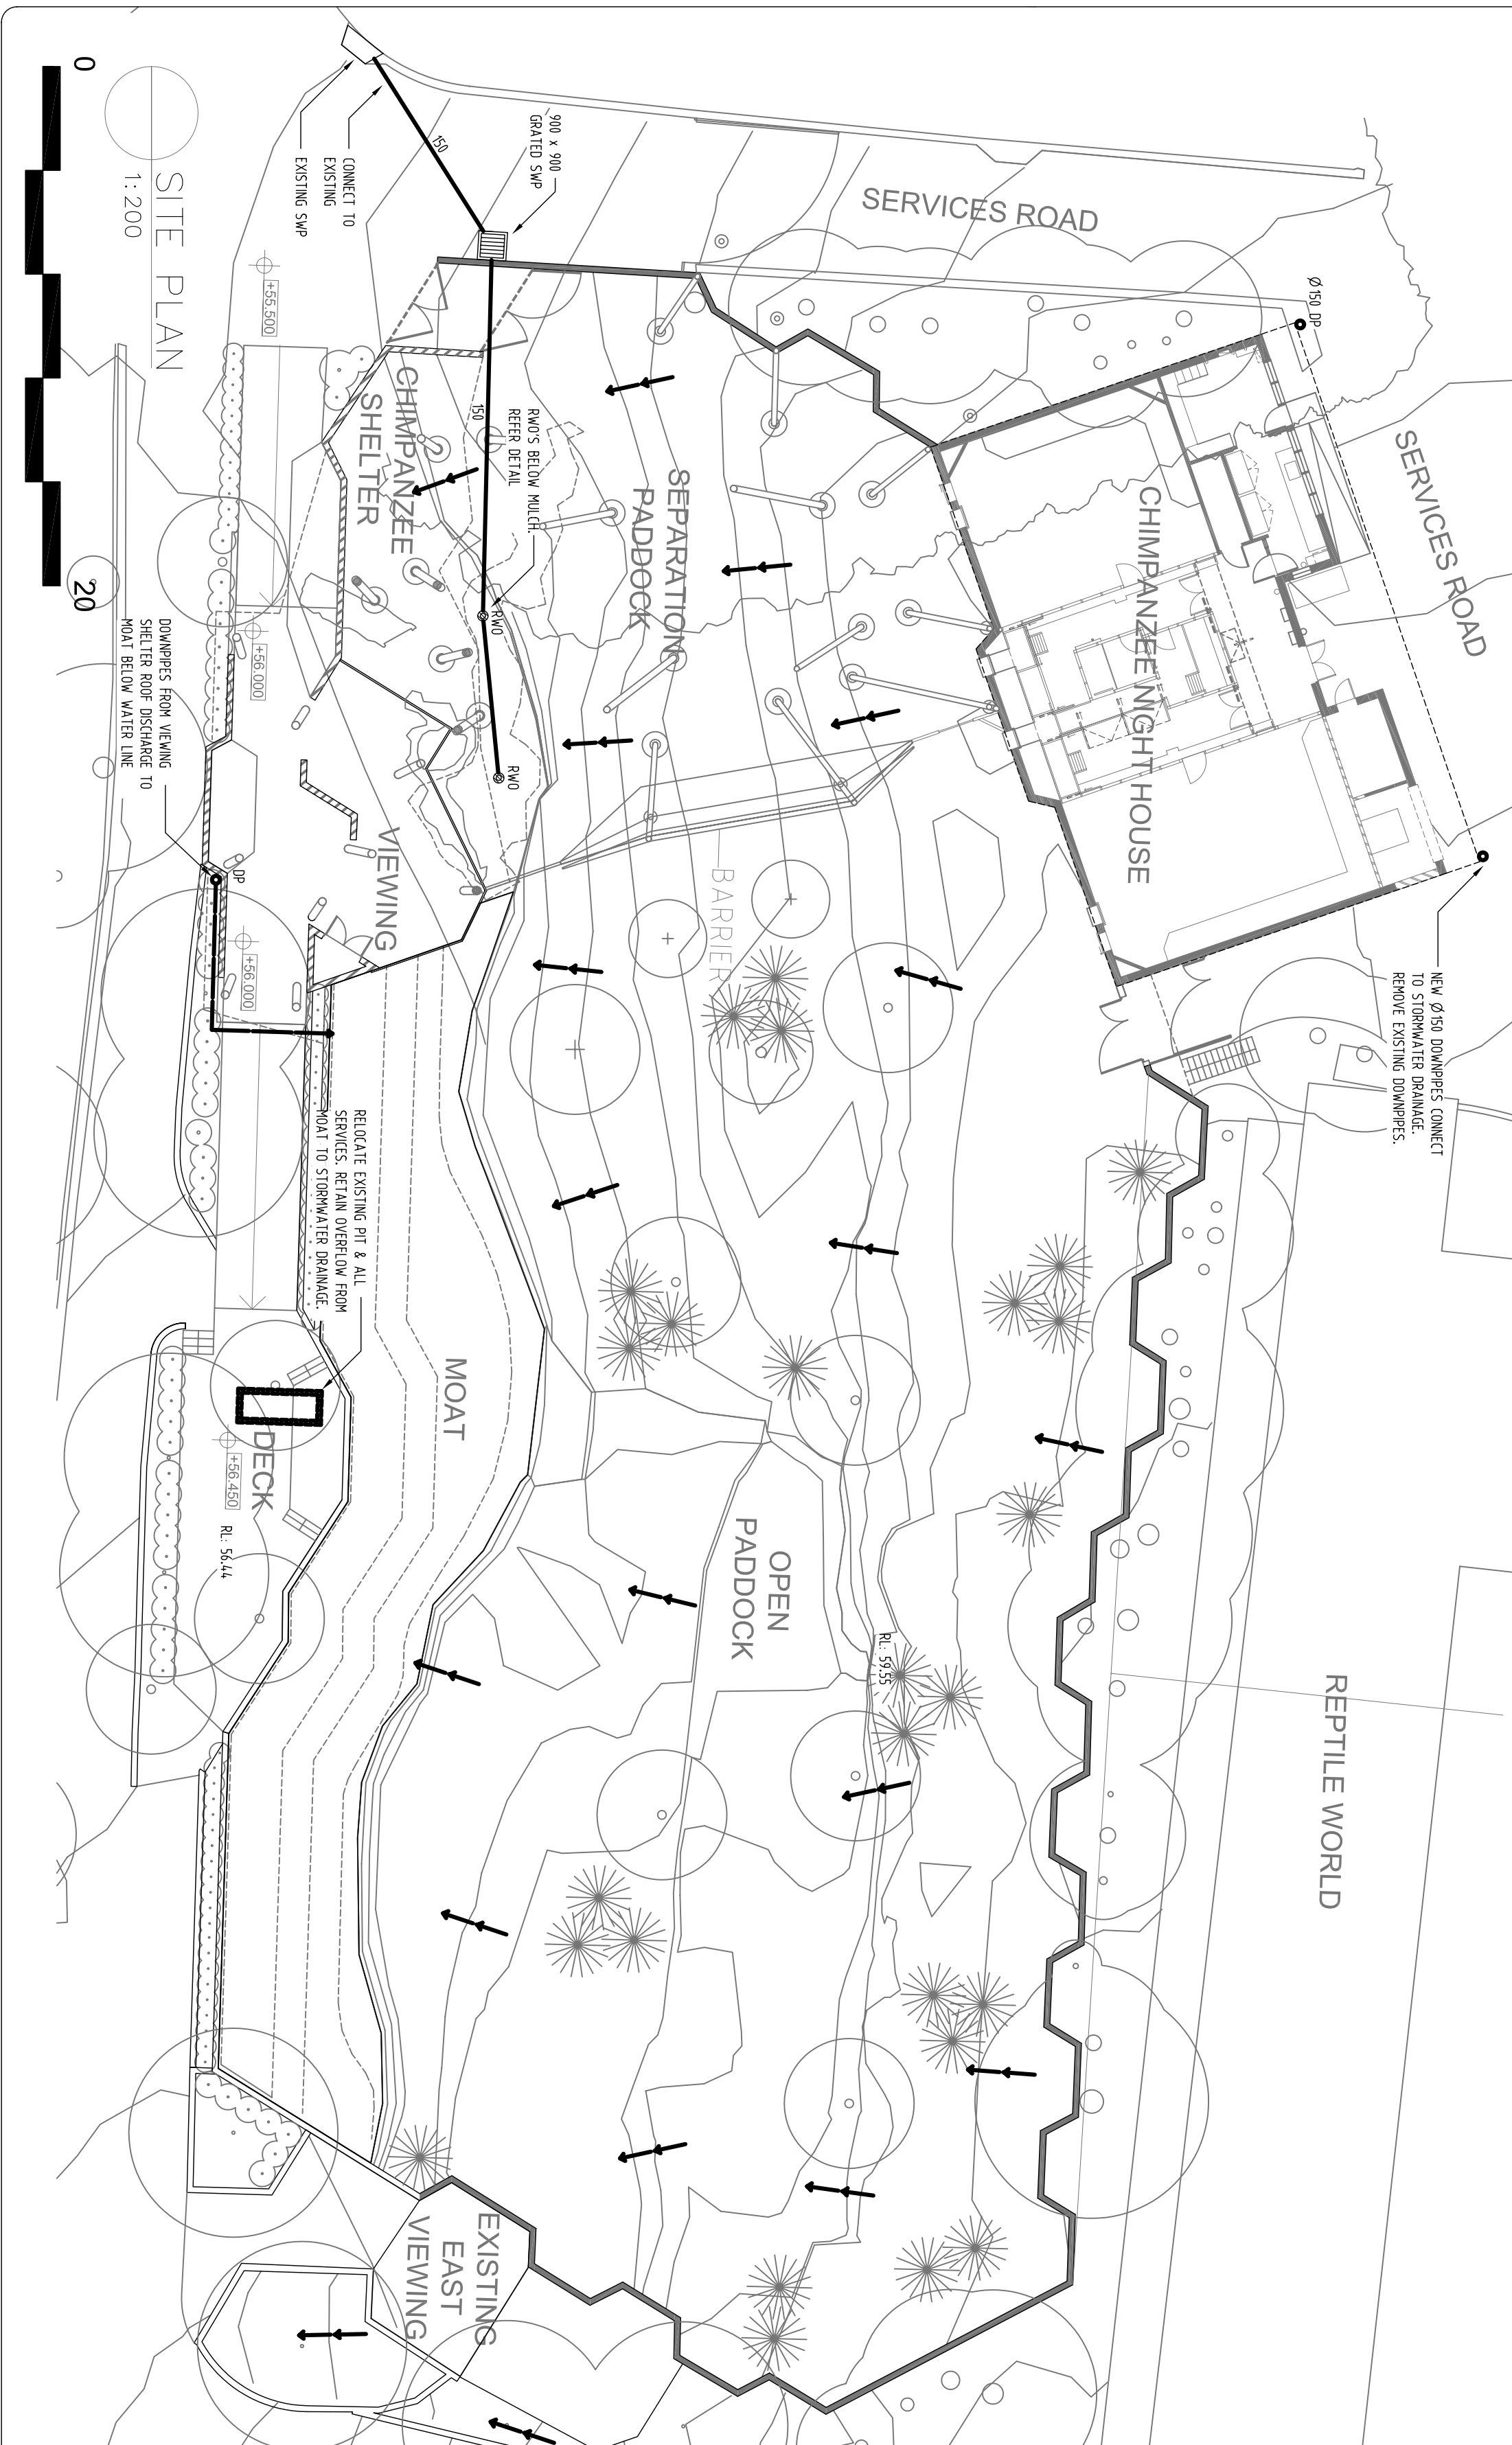 SERVICES ROAD
SERVICES ROAD
Ø150 DP
NEW Ø150 DOWNPIPES CONNECT
TO STORMWATER DRAINAGE.
REMOVE EXISTING DOWNPIPES.
REPTILE WORLD
CHIMPANZEE NIGHT HOUSE
900 x 900
GRATED SWP
SEPARATION
PADDOCK
BARRIER
OPEN
PADDOCK
RL: 59.55
RWO'S BELOW MULCH.
REFER DETAIL
150
150
RWO
RWO
CONNECT TO
EXISTING
EXISTING SWP
CHIMPANZEE
SHELTER
VIEWING
MOAT
EXISTING
EAST
VIEWING
RELOCATE EXISTING PIT & ALL
SERVICES. RETAIN OVERFLOW FROM
MOAT TO STORMWATER DRAINAGE.
+55.500
+56.000
+56.000
DP
DECK
+56.450
RL: 56.44
DOWNPIPES FROM VIEWING
SHELTER ROOF DISCHARGE TO
MOAT BELOW WATER LINE
SITE PLAN
1: 200
0
20